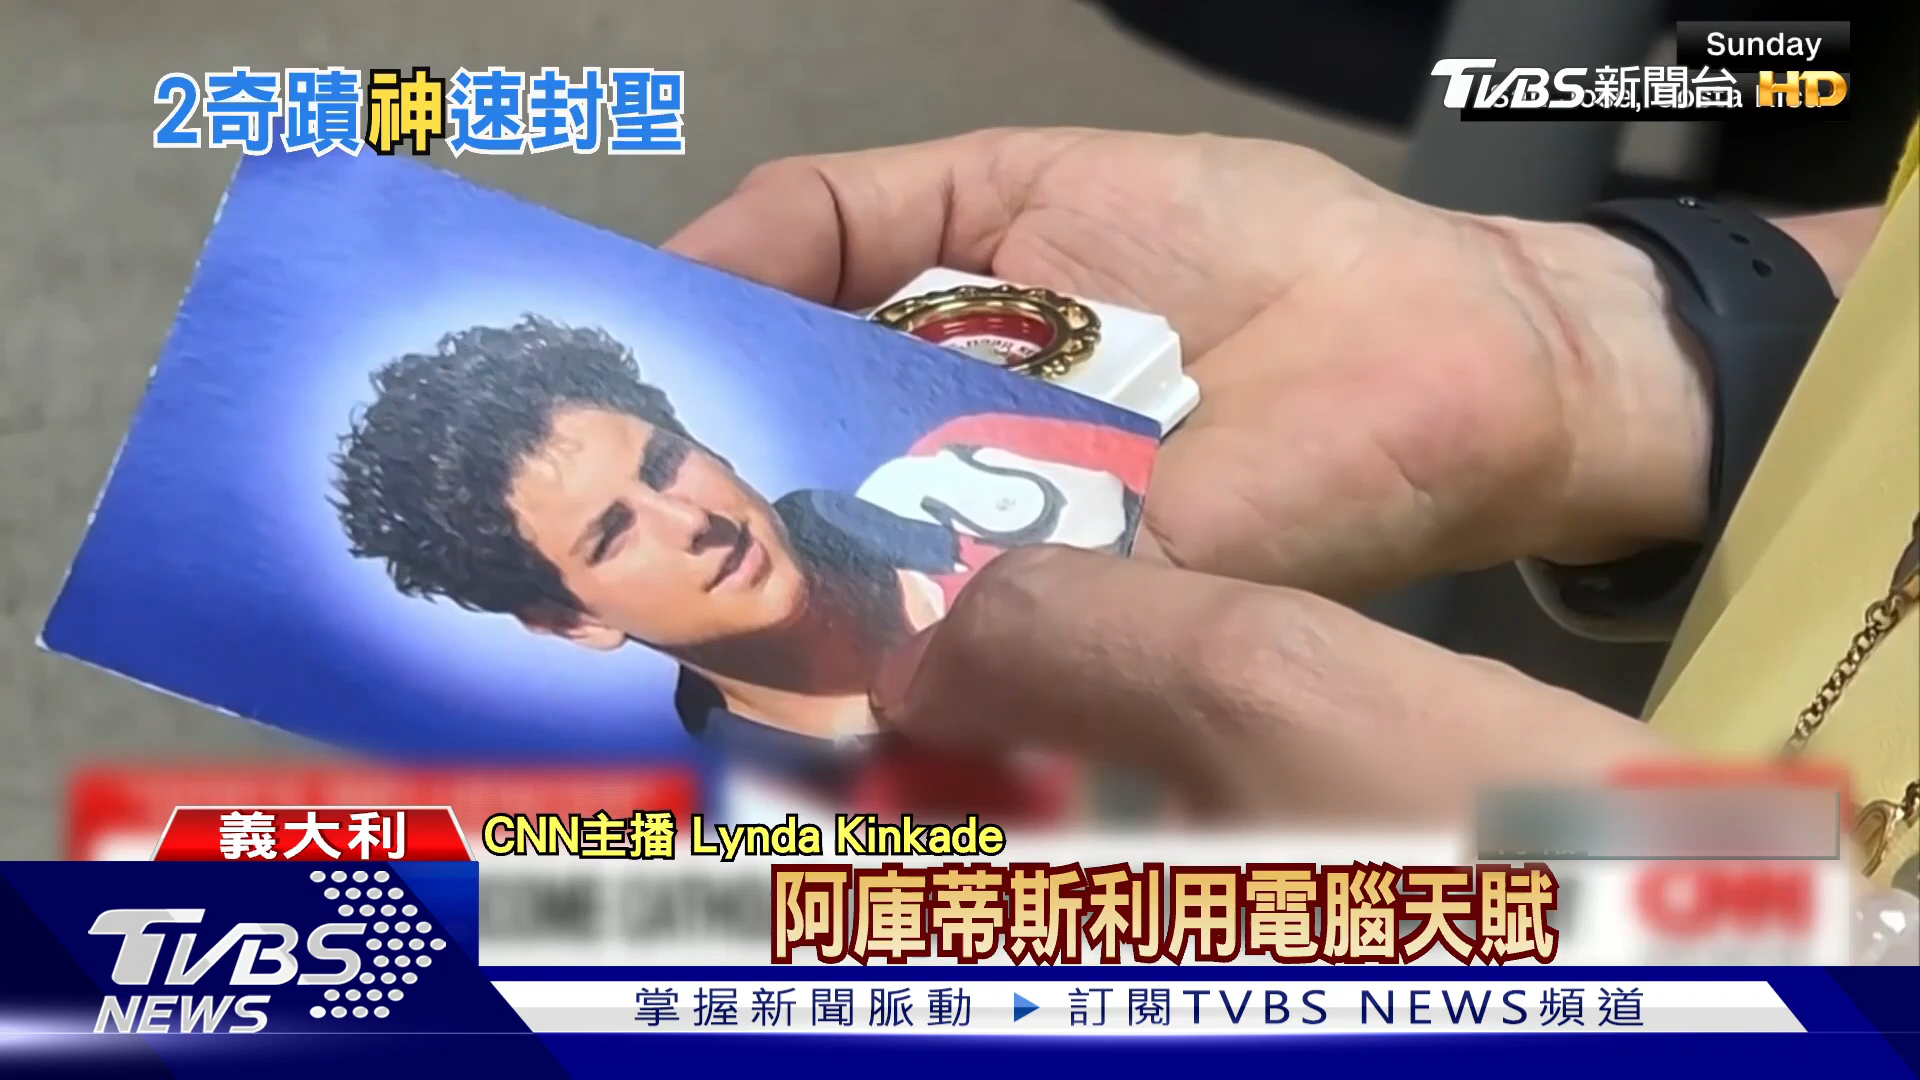 Sunday
2奇蹟神速封聖
TVBS新聞台 HD
義大利
CNN主播 Lynda Kinkade
阿庫蒂斯利用電腦天賦
CNN
TVBS
NEWS
掌握新聞脈動 ▶ 訂閱TVBS NEWS頻道